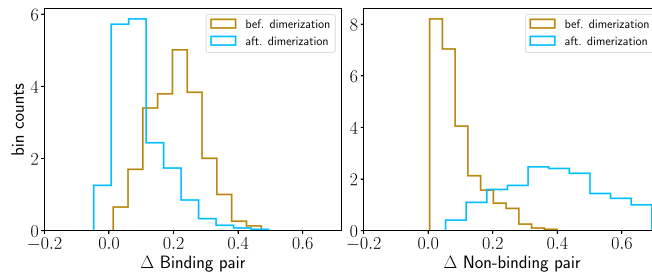 6
4
2
0
bin counts
bef. dimerization
aft. dimerization
−0.2 0.0 0.2 0.4 0.6
Δ Binding pair
8
6
4
2
0
bef. dimerization
aft. dimerization
−0.2 0.0 0.2 0.4 0.6
Δ Non-binding pair